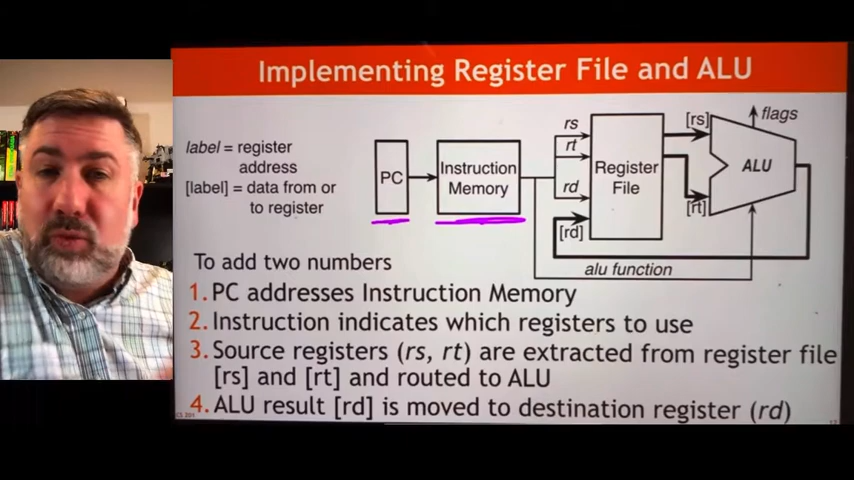 Implementing Register File and ALU
label = register
address
[label] = data from or
to register
PC
Instruction
Memory
rs
rt
rd
[rd]
Register
File
[rs]
[rt]
flags
ALU
alu function
To add two numbers
1. PC addresses Instruction Memory
2. Instruction indicates which registers to use
3. Source registers (rs, rt) are extracted from register file
[rs] and [rt] and routed to ALU
4. ALU result [rd] is moved to destination register (rd)
CS 201